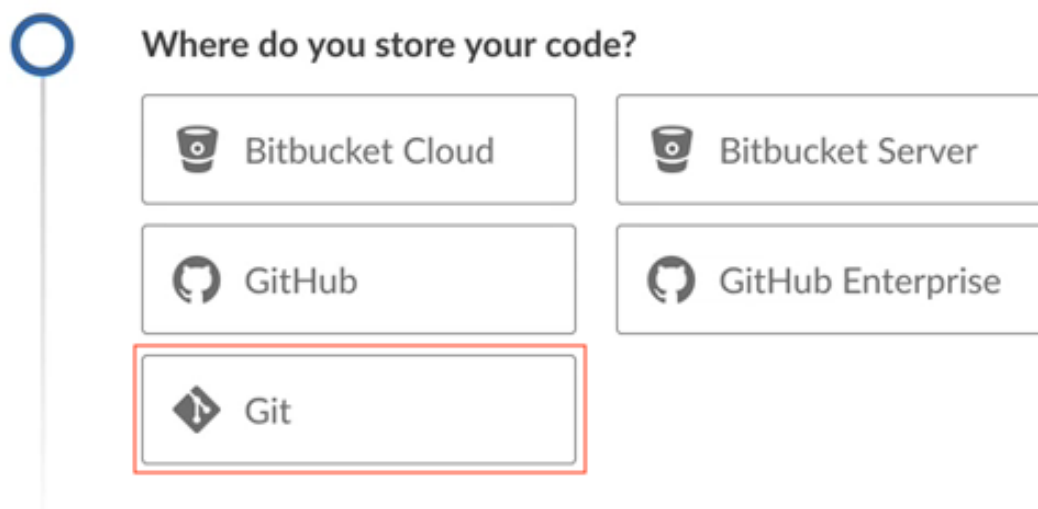 Where do you store your code?
Bitbucket Cloud
Bitbucket Server
GitHub
GitHub Enterprise
Git